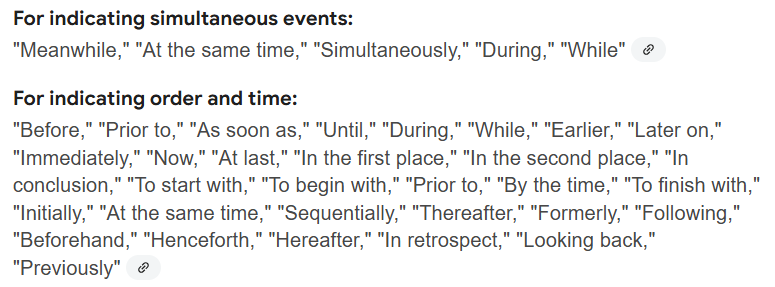 For indicating simultaneous events:
"Meanwhile," "At the same time," "Simultaneously," "During," "While"
For indicating order and time:
"Before," "Prior to," "As soon as," "Until," "During," "While," "Earlier," "Later on,"
"Immediately," "Now," "At last," "In the first place," "In the second place," "In
conclusion," "To start with," "To begin with," "Prior to," "By the time," "To finish with,"
"Initially," "At the same time," "Sequentially," "Thereafter," "Formerly," "Following,"
"Beforehand," "Henceforth," "Hereafter," "In retrospect," "Looking back,"
"Previously"